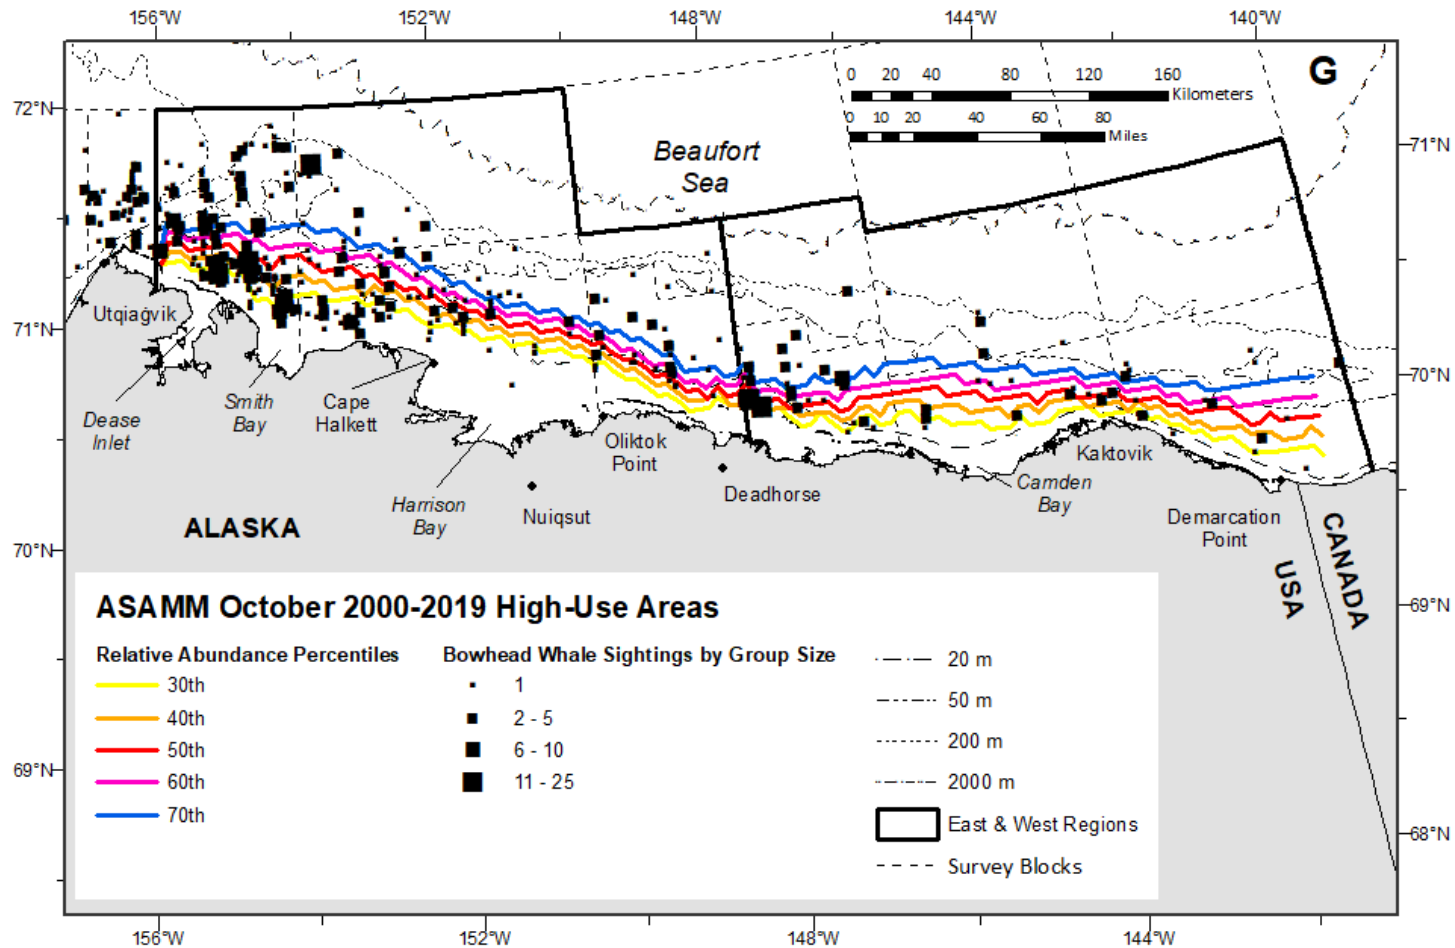 156°W 152°W 148°W 144°W 140°W
G
0 20 40 80 120 160
Kilometers
0 10 20 40 60 80
Miles
72°N
71°N
70°N
69°N
71°N
70°N
69°N
68°N
Beaufort
Sea
Utqiaġvik
Dease
Inlet
Smith
Bay
Cape
Halkett
Harrison
Bay
Oliktok
Point
Nuiqsut
Deadhorse
Camden
Bay
Kaktovik
Demarcation
Point
ALASKA
USA
CANADA
ASAMM October 2000-2019 High-Use Areas
Relative Abundance Percentiles
30th
40th
50th
60th
70th
Bowhead Whale Sightings by Group Size
1
2 - 5
6 - 10
11 - 25
20 m
50 m
200 m
2000 m
East & West Regions
Survey Blocks
156°W 152°W 148°W 144°W